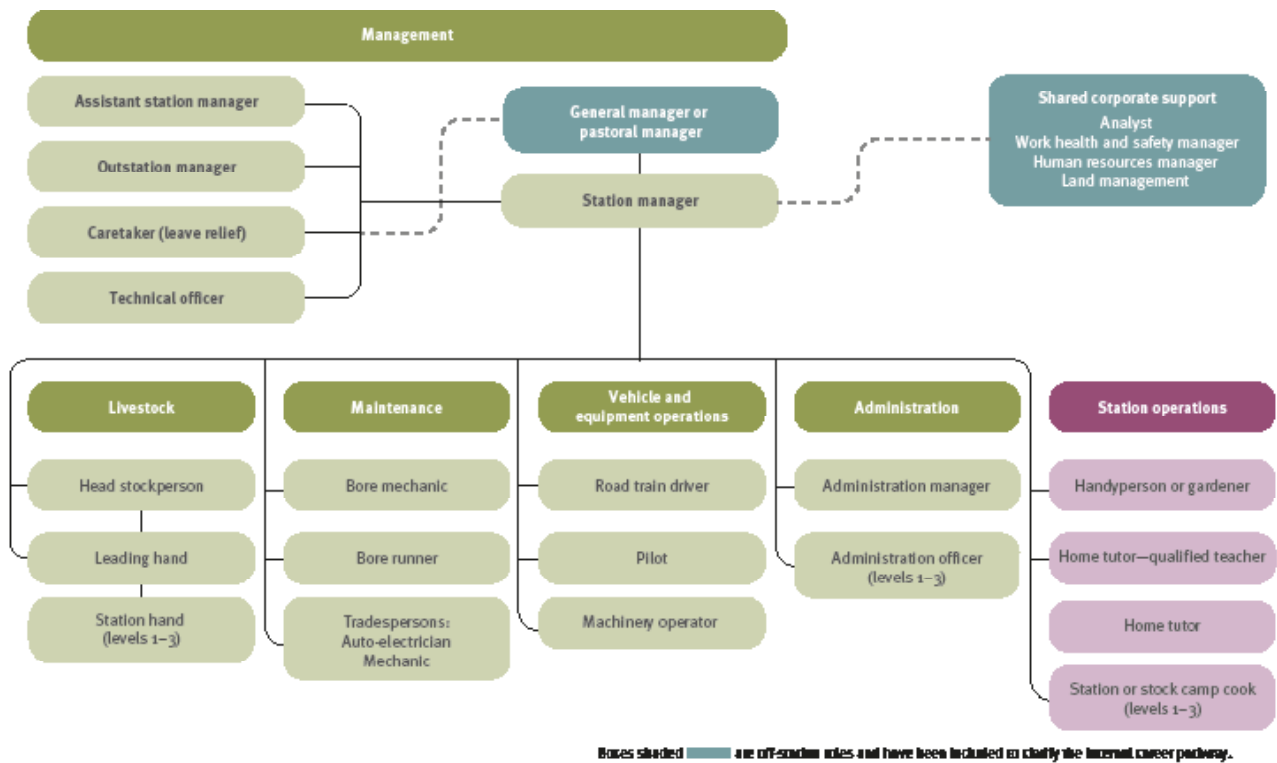 Management
Assistant station manager
Outstation manager
Caretaker (leave relief)
Technical officer
General manager or
pastoral manager
Station manager
Shared corporate support
Analyst
Work health and safety manager
Human resources manager
Land management
Livestock
Head stockperson
Leading hand
Station hand
(levels 1–3)
Maintenance
Bore mechanic
Bore runner
Tradespersons:
Auto-electrician
Mechanic
Vehicle and
equipment operations
Road train driver
Pilot
Machinery operator
Administration
Administration manager
Administration officer
(levels 1–3)
Station operations
Handyperson or gardener
Home tutor—qualified teacher
Home tutor
Station or stock camp cook
(levels 1–3)
Boxes shaded are off-station roles and have been included to clarify the internal career pathway.